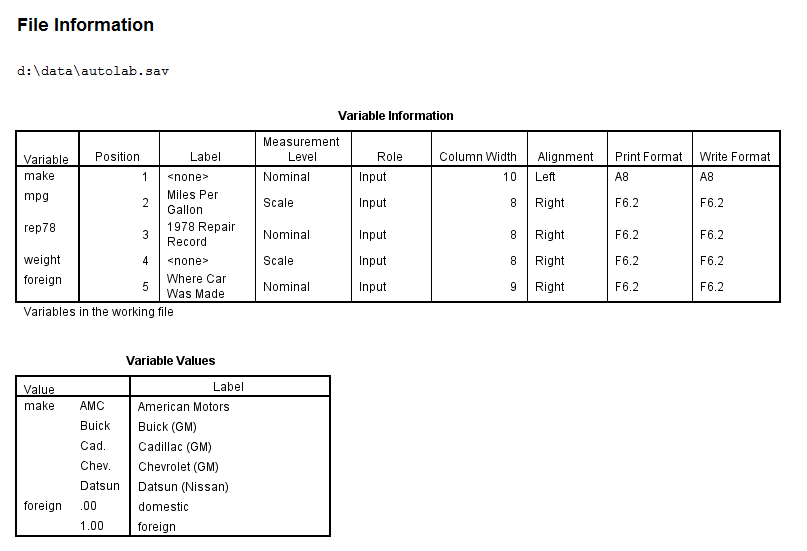 File Information
d:\data\autolab.sav
Variable Information
Variable Position Label Measurement Level Role Column Width Alignment Print Format Write Format
make 1 <none> Nominal Input 10 Left A8 A8
mpg 2 Miles Per Gallon Scale Input 8 Right F6.2 F6.2
rep78 3 1978 Repair Record Nominal Input 8 Right F6.2 F6.2
weight 4 <none> Scale Input 8 Right F6.2 F6.2
foreign 5 Where Car Was Made Nominal Input 9 Right F6.2 F6.2
Variables in the working file
Variable Values
Value Label
make AMC American Motors
Buick Buick (GM)
Cad. Cadillac (GM)
Chev. Chevrolet (GM)
Datsun Datsun (Nissan)
foreign .00 domestic
1.00 foreign